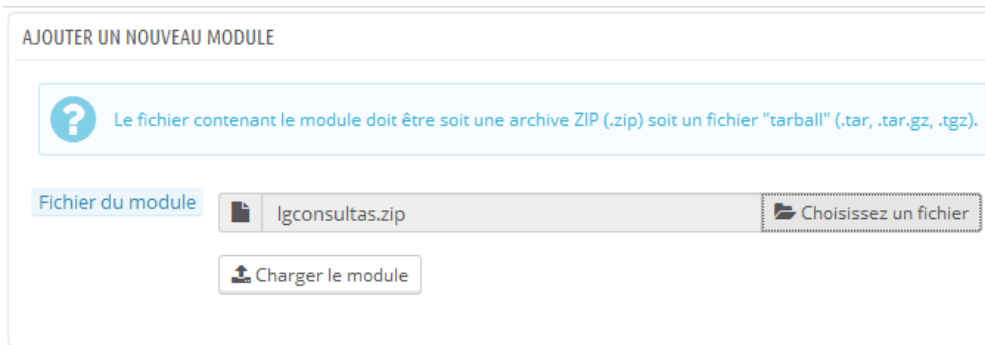 AJOUTER UN NOUVEAU MODULE
Le fichier contenant le module doit être soit une archive ZIP (.zip) soit un fichier "tarball" (.tar, .tar.gz, .tgz).
Fichier du module lgconsultas.zip Choisissez un fichier
Charger le module